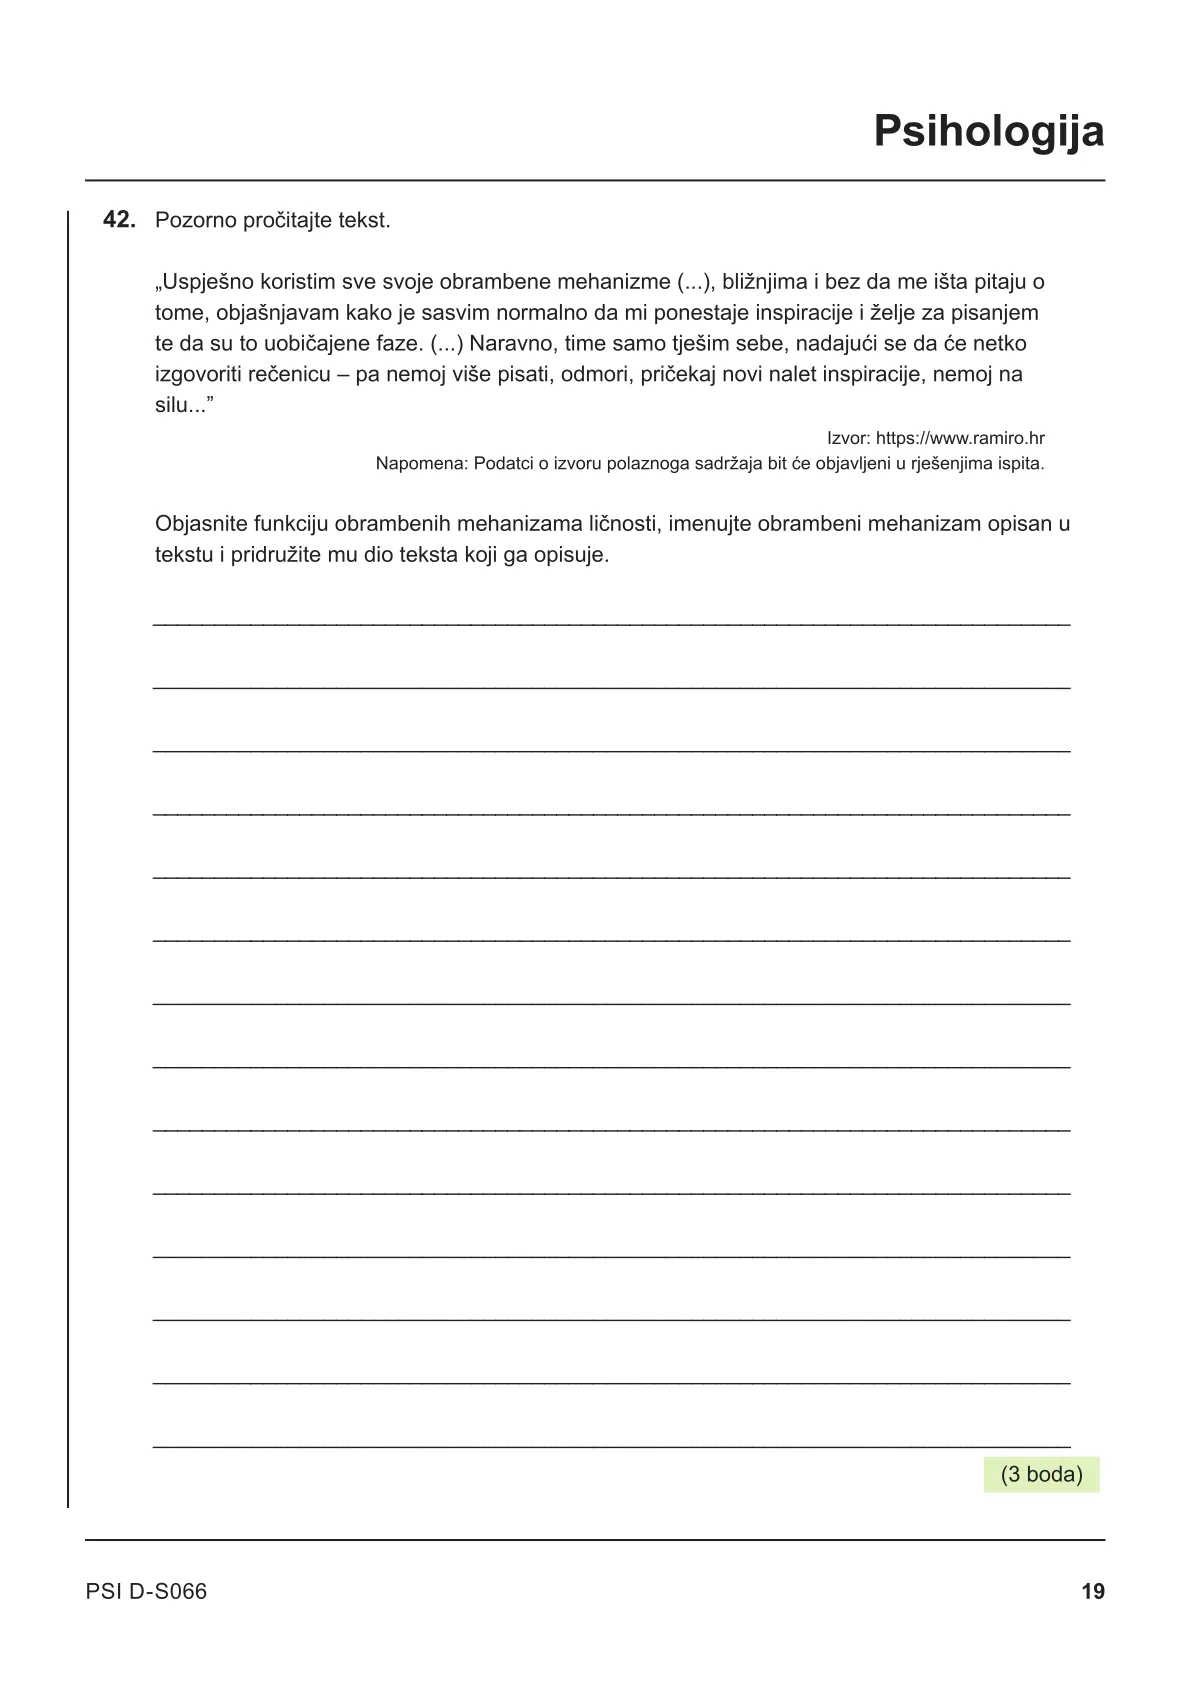 Psihologija
42. Pozorno pročitajte tekst.
„Uspješno koristim sve svoje obrambene mehanizme (...), bližnjima i bez da me išta pitaju o
tome, objašnjavam kako je sasvim normalno da mi ponestaje inspiracije i želje za pisanjem
te da su to uobičajene faze. (...) Naravno, time samo tješim sebe, nadajući se da će netko
izgovoriti rečenicu – pa nemoj više pisati, odmori, pričekaj novi nalet inspiracije, nemoj na
silu...”
Izvor: https://www.ramiro.hr
Napomena: Podatci o izvoru polaznoga sadržaja bit će objavljeni u rješenjima ispita.
Objasnite funkciju obrambenih mehanizama ličnosti, imenujte obrambeni mehanizam opisan u
tekstu i pridružite mu dio teksta koji ga opisuje.
(3 boda)
PSI D-S066
19